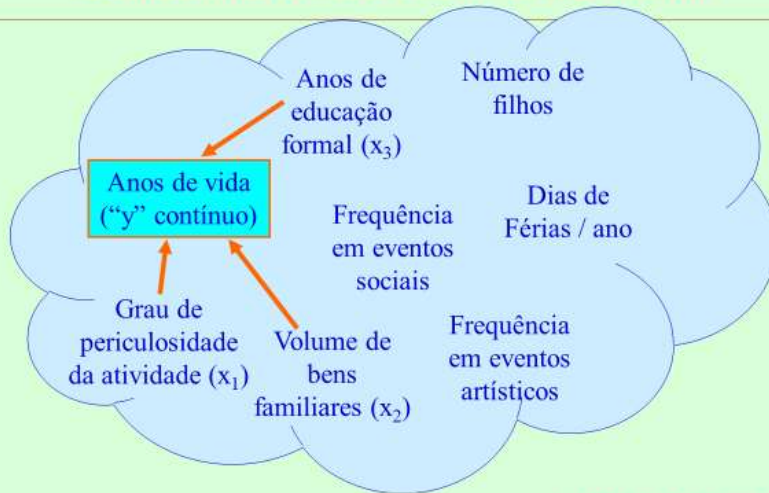 Anos de
educação
formal (x₃)
Número de
filhos
Anos de vida
(“y” contínuo)
Frequência
em eventos
sociais
Dias de
Férias / ano
Grau de
periculosidade
da atividade (x₁)
Volume de
bens
familiares (x₂)
Frequência
em eventos
artísticos